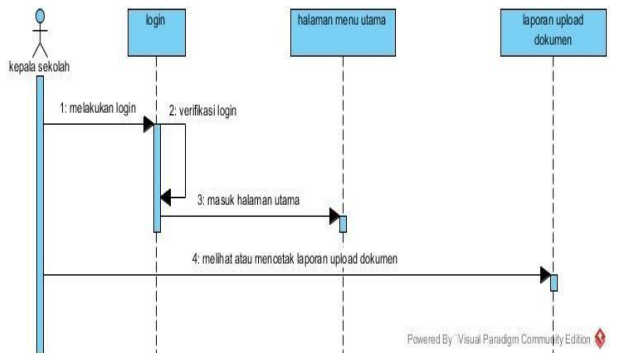 login
halaman menu utama
laporan upload
dokumen
kepala sekolah
1: melakukan login
2: verifikasi login
3: masuk halaman utama
4: melihat atau mencetak laporan upload dokumen
Powered By Visual Paradigm Community Edition